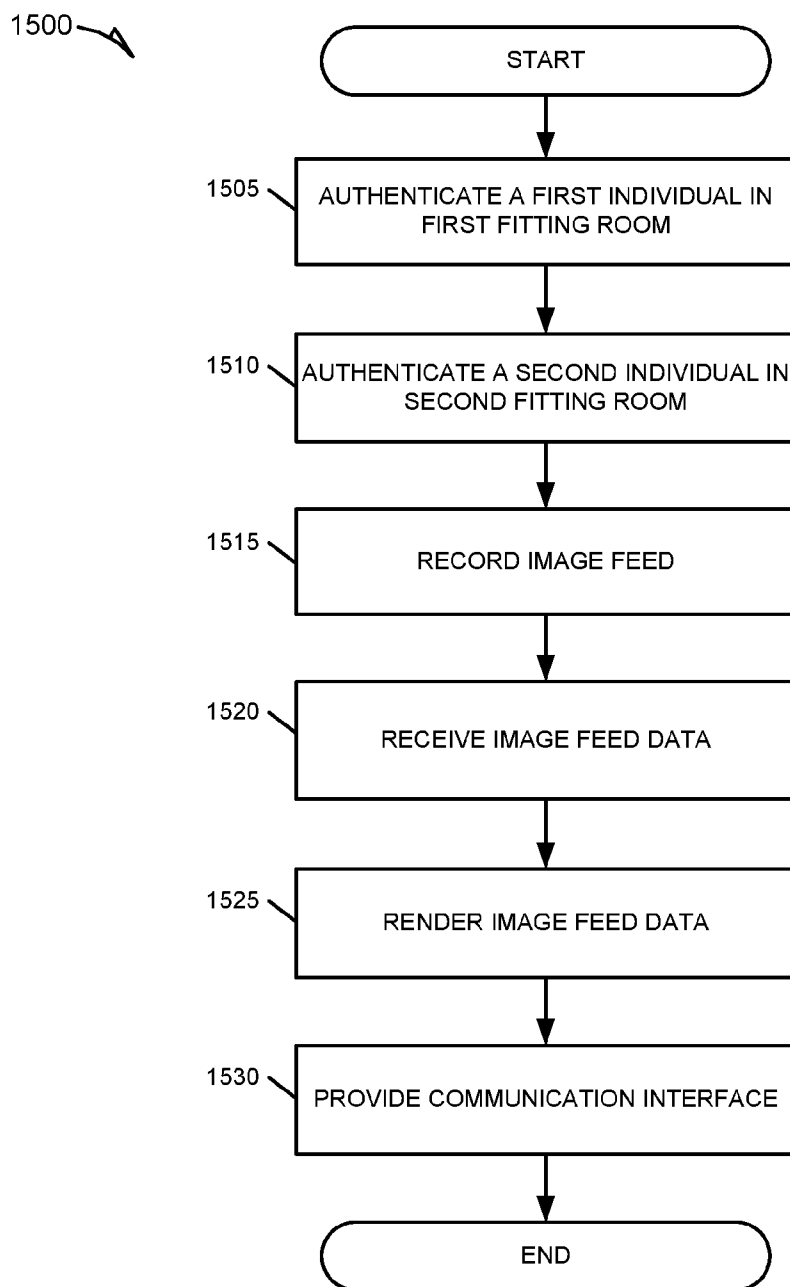 1500
START
1505
AUTHENTICATE A FIRST INDIVIDUAL IN
FIRST FITTING ROOM
1510
AUTHENTICATE A SECOND INDIVIDUAL IN
SECOND FITTING ROOM
1515
RECORD IMAGE FEED
1520
RECEIVE IMAGE FEED DATA
1525
RENDER IMAGE FEED DATA
1530
PROVIDE COMMUNICATION INTERFACE
END